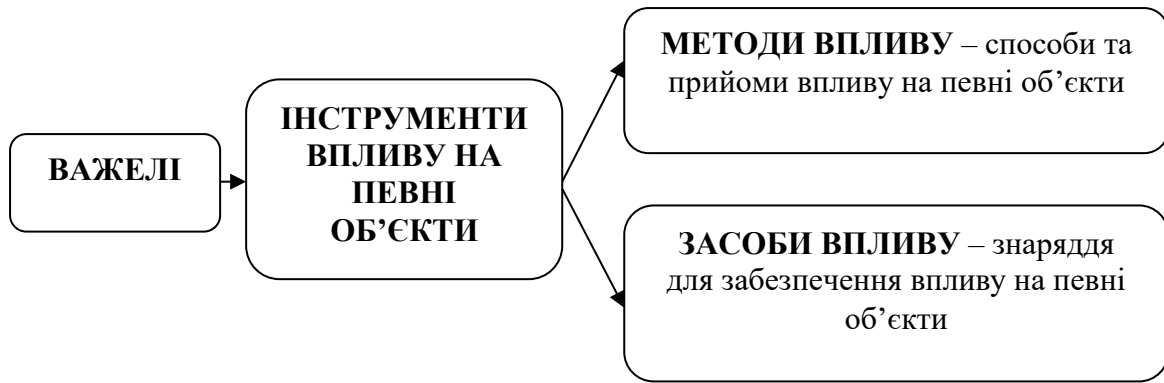 ВАЖЕЛІ
ІНСТРУМЕНТИ
ВПЛИВУ НА
ПЕВНІ
ОБ’ЄКТИ
МЕТОДИ ВПЛИВУ – способи та
прийоми впливу на певні об’єкти
ЗАСОБИ ВПЛИВУ – знаряддя
для забезпечення впливу на певні
об’єкти